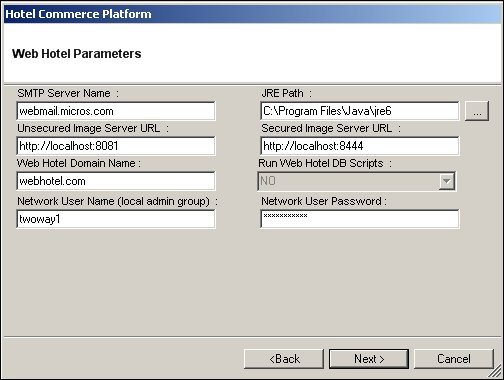 Hotel Commerce Platform
Web Hotel Parameters
SMTP Server Name :
JRE Path :
webmail.micros.com
C:\Program Files\Java\jre6
...
Unsecured Image Server URL :
Secured Image Server URL :
http://localhost:8081
http://localhost:8444
Web Hotel Domain Name :
Run Web Hotel DB Scripts :
webhotel.com
NO
Network User Name (local admin group) :
Network User Password :
twoway1
***********
<Back
Next >
Cancel